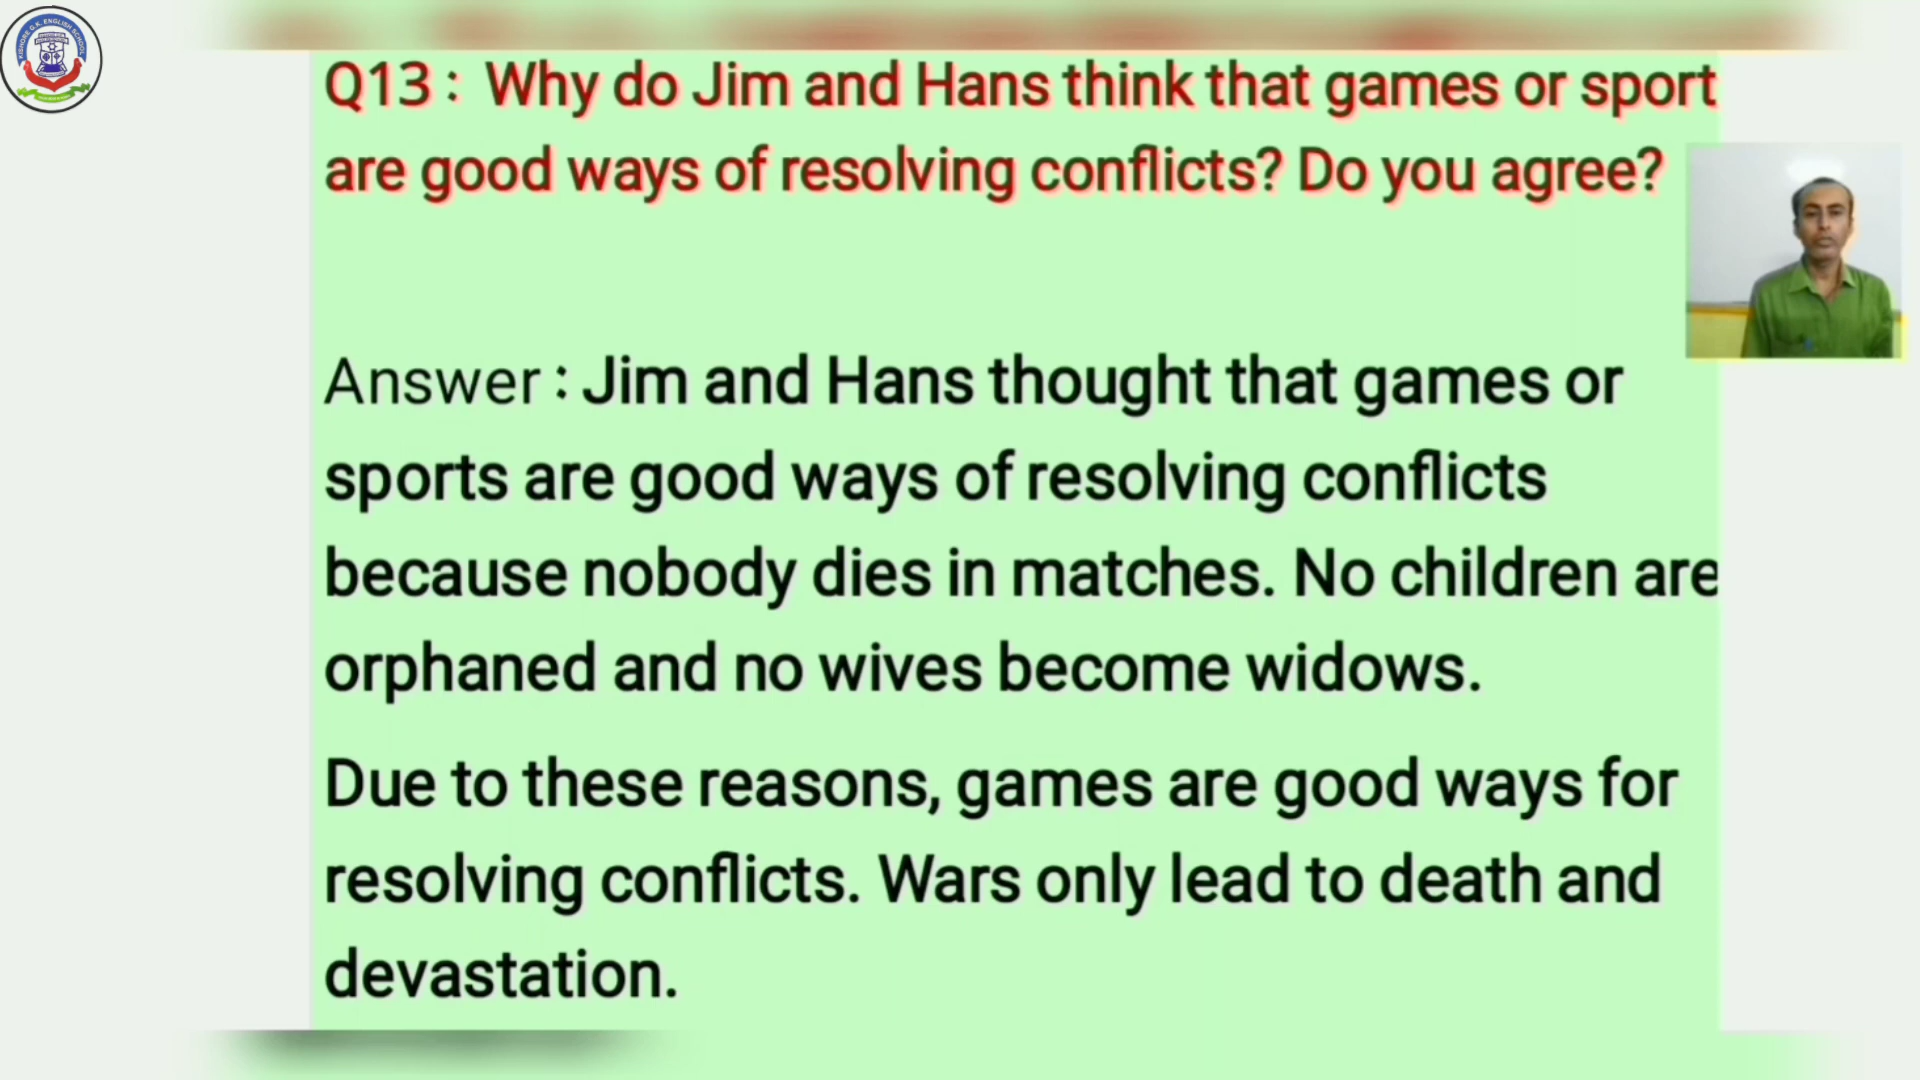 KISHORE G.K. ENGLISH SCHOOL
Q13 : Why do Jim and Hans think that games or sport
are good ways of resolving conflicts? Do you agree?
Answer : Jim and Hans thought that games or
sports are good ways of resolving conflicts
because nobody dies in matches. No children are
orphaned and no wives become widows.
Due to these reasons, games are good ways for
resolving conflicts. Wars only lead to death and
devastation.